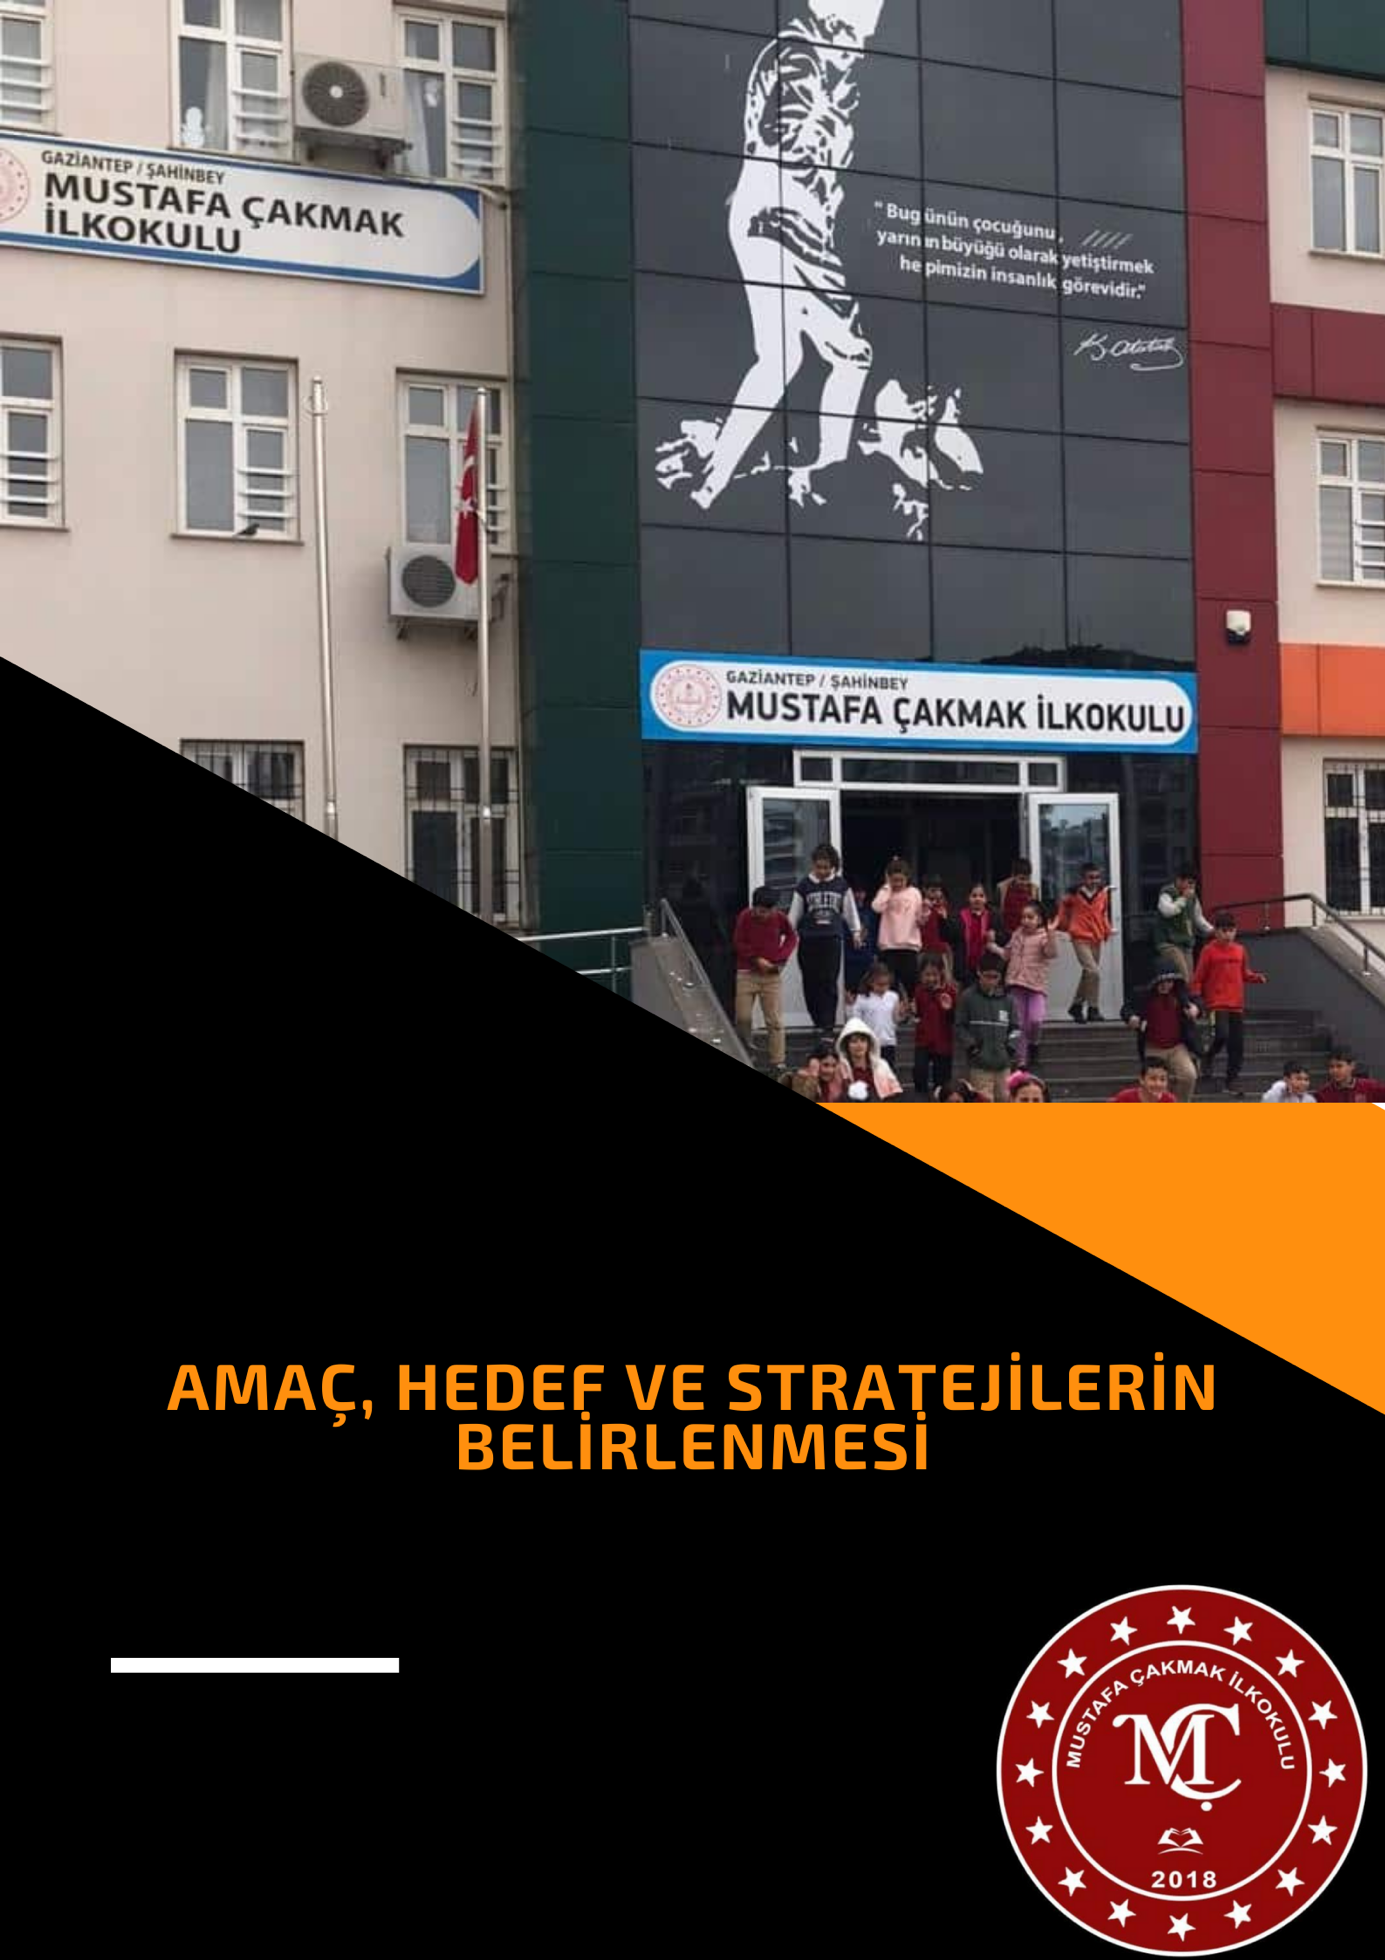 GAZİANTEP / ŞAHİNBEY
MUSTAFA ÇAKMAK
İLKOKULU
" Bugünün çocuğunu,
yarının büyüğü olarak yetiştirmek
hepimizin insanlık görevidir."
K. Atatürk
GAZİANTEP / ŞAHİNBEY
MUSTAFA ÇAKMAK İLKOKULU
AMAÇ, HEDEF VE STRATEJİLERİN
BELİRLENMESİ
MUSTAFA ÇAKMAK İLKOKULU
MÇ
2018